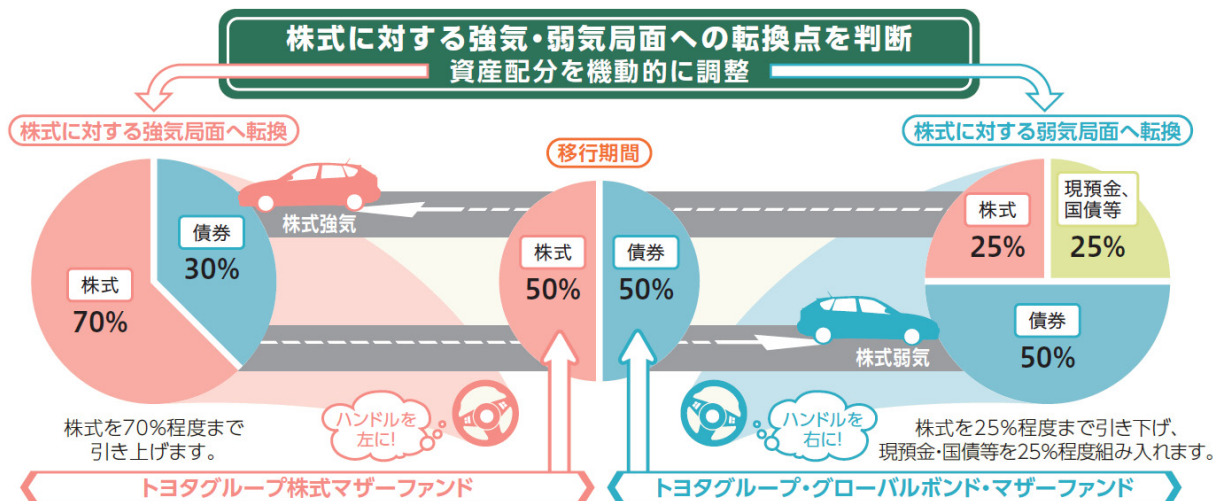 株式に対する強気・弱気局面への転換点を判断
資産配分を機動的に調整
株式に対する強気局面へ転換
移行期間
株式に対する弱気局面へ転換
株式強気
債券
30%
株式
70%
株式
50%
債券
50%
株式
25%
現預金、
国債等
25%
債券
50%
株式弱気
ハンドルを
左に!
ハンドルを
右に!
株式を70%程度まで
引き上げます。
株式を25%程度まで引き下げ、
現預金・国債等を25%程度組み入れます。
トヨタグループ株式マザーファンド
トヨタグループ・グローバルボンド・マザーファンド